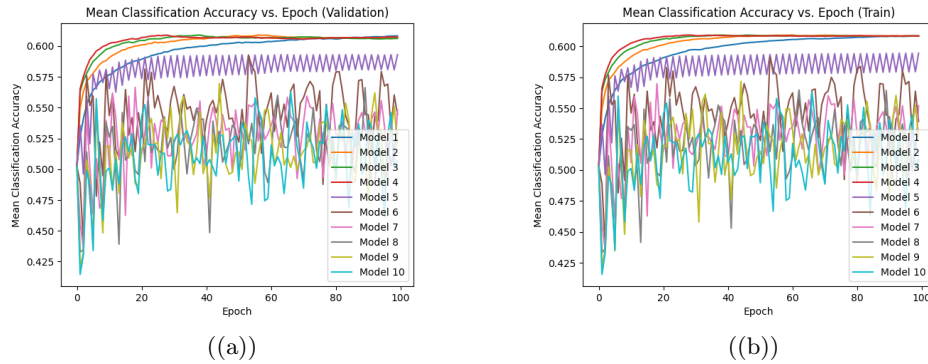 Mean Classification Accuracy vs. Epoch (Validation)
Mean Classification Accuracy
0.600
0.575
0.550
0.525
0.500
0.475
0.450
0.425
0
20
40
60
80
100
Epoch
Model 1
Model 2
Model 3
Model 4
Model 5
Model 6
Model 7
Model 8
Model 9
Model 10
((a))
Mean Classification Accuracy vs. Epoch (Train)
Mean Classification Accuracy
0.600
0.575
0.550
0.525
0.500
0.475
0.450
0.425
0
20
40
60
80
100
Epoch
Model 1
Model 2
Model 3
Model 4
Model 5
Model 6
Model 7
Model 8
Model 9
Model 10
((b))